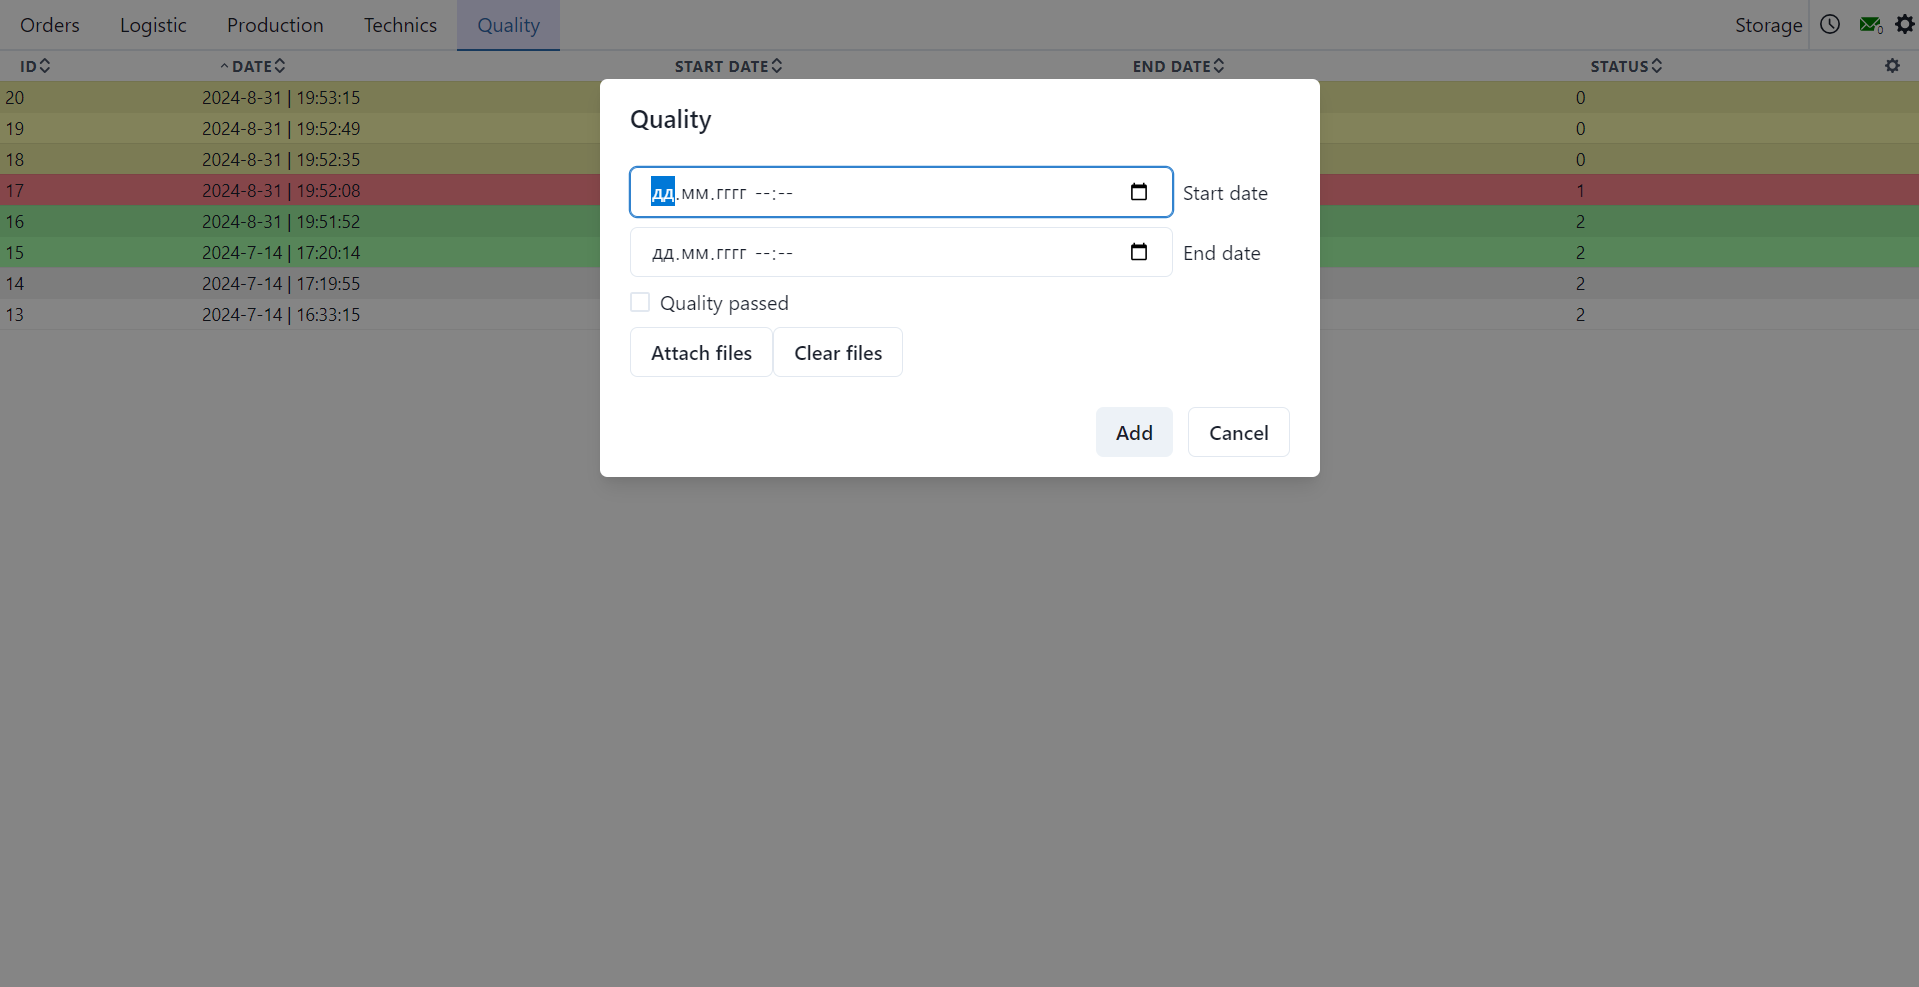 Orders Logistic Production Technics Quality Storage 0
ID DATE START DATE END DATE STATUS
20 2024-8-31 | 19:53:15 0
19 2024-8-31 | 19:52:49 0
18 2024-8-31 | 19:52:35 0
17 2024-8-31 | 19:52:08 1
16 2024-8-31 | 19:51:52 2
15 2024-7-14 | 17:20:14 2
14 2024-7-14 | 17:19:55 2
13 2024-7-14 | 16:33:15 2
Quality
дд.мм.гггг --:-- Start date
дд.мм.гггг --:-- End date
Quality passed
Attach files Clear files
Add Cancel